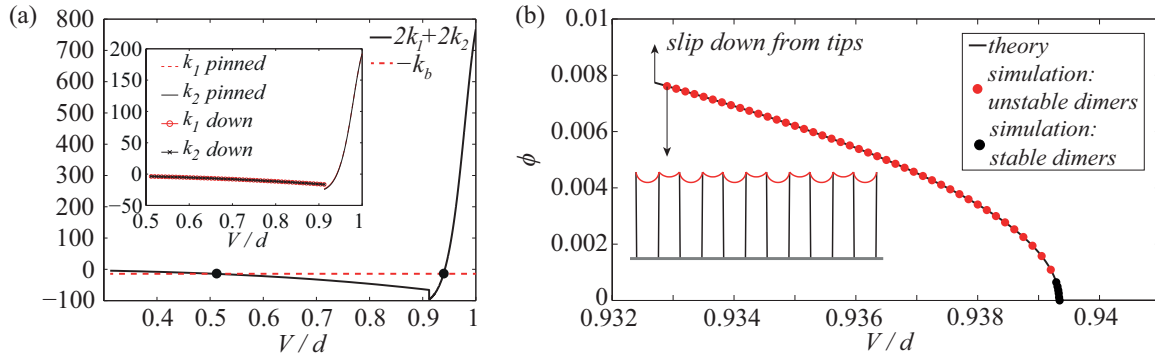 (a)
800
700
600
500
400
300
200
100
0
−100
0.4
0.5
0.6
0.7
0.8
0.9
1
V / d
2k₁+2k₂
−k_b
200
150
100
50
0
−50
0.5
0.6
0.7
0.8
0.9
1
V / d
k₁ pinned
k₂ pinned
k₁ down
k₂ down
(b)
0.01
0.008
0.006
0.004
0.002
0
ϕ
0.932
0.934
0.936
0.938
0.94
V / d
slip down from tips
theory
simulation:
unstable dimers
simulation:
stable dimers